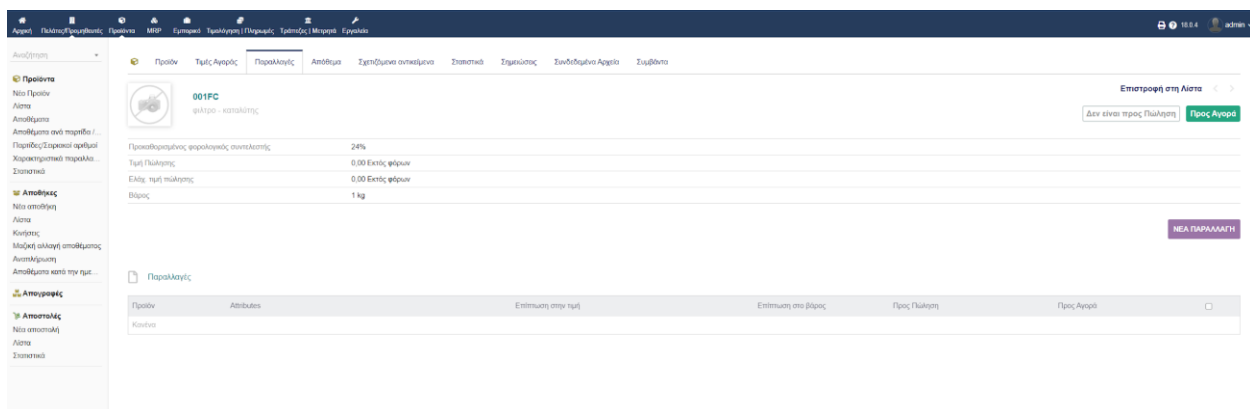 Αρχική Πελάτες/Προμηθευτές Προϊόντα MRP Εμπορικό Τιμολόγηση | Πληρωμές Τράπεζες | Μετρητά Εργαλεία 18.0.4 admin
Αναζήτηση
Προϊόν Τιμές Αγοράς Παραλλαγές Απόθεμα Σχετιζόμενα αντικείμενα Στατιστικά Σημειώσεις Συνδεδεμένα Αρχεία Συμβάντα
Προϊόντα
Νέο Προϊόν
Λίστα
Αποθέματα
Αποθέματα ανά παρτίδα /...
Παρτίδες/Σειριακοί αριθμοί
Χαρακτηριστικά παραλλα...
Στατιστικά
Αποθήκες
Νέα αποθήκη
Λίστα
Κινήσεις
Μαζική αλλαγή αποθέματος
Αναπλήρωση
Αποθέματα κατά την ημε...
Απογραφές
Αποστολές
Νέα αποστολή
Λίστα
Στατιστικά
001FC
φιλτρο - καταλύτης
Επιστροφή στη Λίστα
Δεν είναι προς Πώληση Προς Αγορά
Προκαθορισμένος φορολογικός συντελεστής 24%
Τιμή Πώλησης 0,00 Εκτός φόρων
Ελάχ. τιμή πώλησης 0,00 Εκτός φόρων
Βάρος 1 kg
ΝΕΑ ΠΑΡΑΛΛΑΓΗ
Παραλλαγές
Προϊόν Attributes Επίπτωση στην τιμή Επίπτωση στο βάρος Προς Πώληση Προς Αγορά
Κανένα